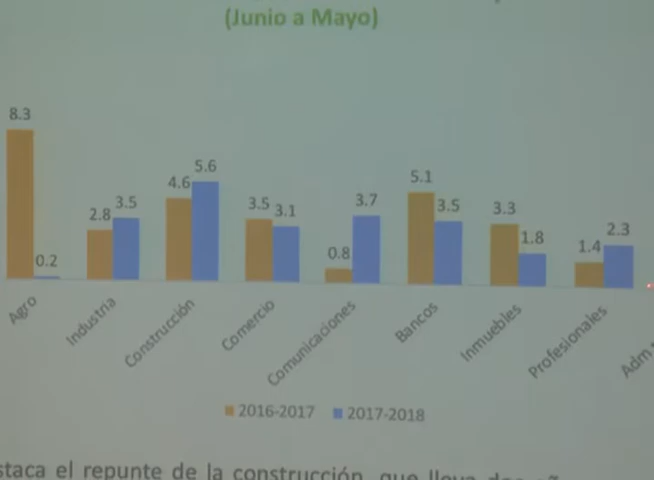 (Junio a Mayo)
8.3 0.2 2.8 3.5 4.6 5.6 3.5 3.1 0.8 3.7 5.1 3.5 3.3 1.8 1.4 2.3
Agro Industria Construcción Comercio Comunicaciones Bancos Inmuebles Profesionales Adm
2016-2017 2017-2018
el repunte de la construcción, que lleva